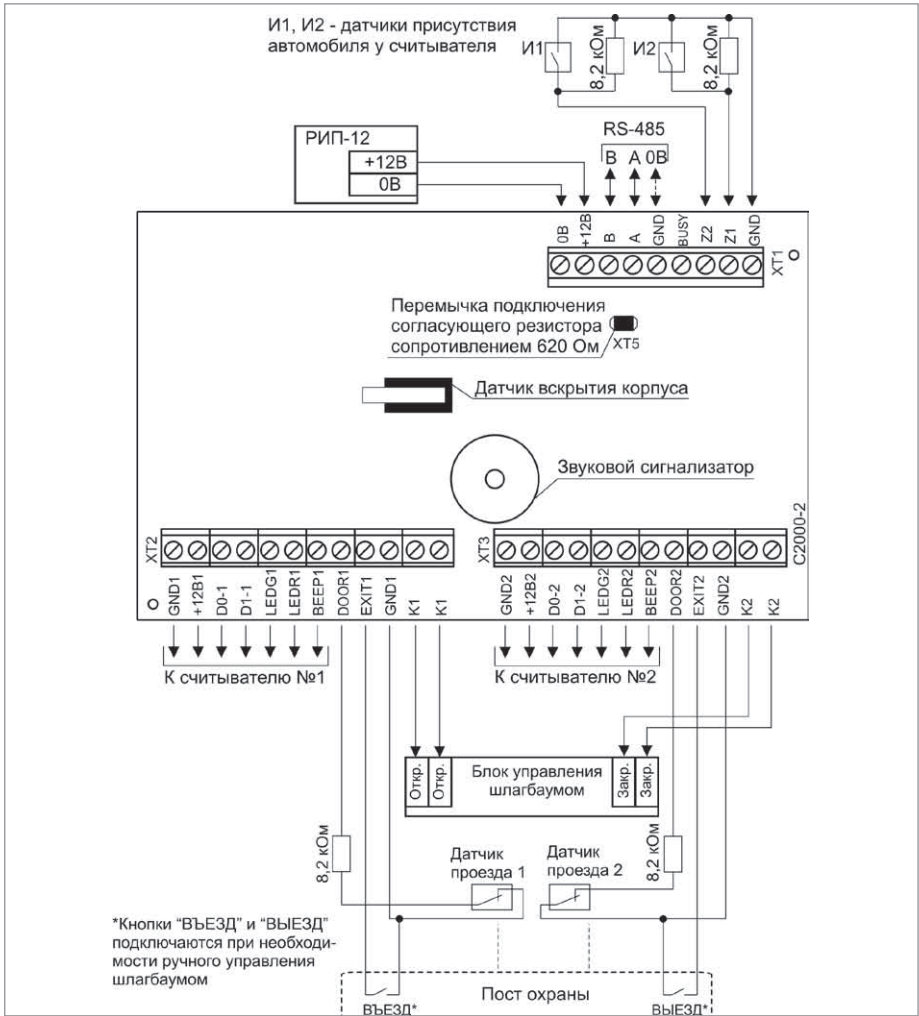 И1, И2 - датчики присутствия
автомобиля у считывателя
И1
8,2 кОм
И2
8,2 кОм
РИП-12
+12В
0В
RS-485
B A 0В
0В
+12В
B
A
GND
BUSY
Z2
Z1
GND
XT1
Перемычка подключения
согласующего резистора
сопротивлением 620 Ом
XT5
Датчик вскрытия корпуса
Звуковой сигнализатор
XT2
XT3
С2000-2
GND1
+12В1
D0-1
D1-1
LEDG1
LEDR1
BEEP1
DOOR1
EXIT1
GND1
K1
K1
GND2
+12В2
D0-2
D1-2
LEDG2
LEDR2
BEEP2
DOOR2
EXIT2
GND2
K2
K2
К считывателю №1
К считывателю №2
Откр.
Откр.
Блок управления
шлагбаумом
Закр.
Закр.
8,2 кОм
Датчик
проезда 1
Датчик
проезда 2
8,2 кОм
*Кнопки “ВЪЕЗД” и “ВЫЕЗД”
подключаются при необходи-
мости ручного управления
шлагбаумом
Пост охраны
ВЪЕЗД*
ВЫЕЗД*